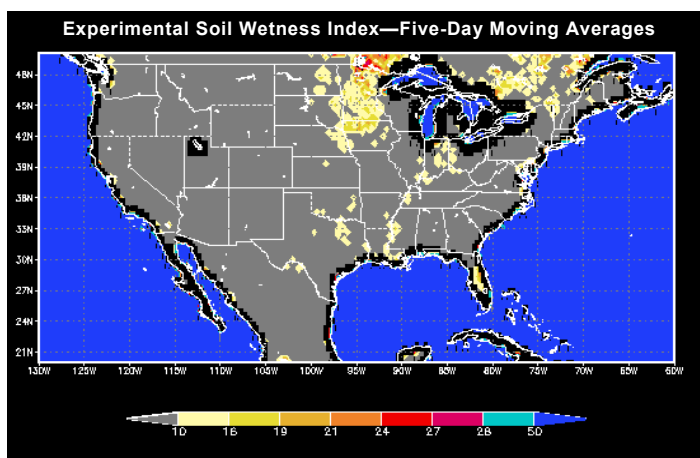 Experimental Soil Wetness Index—Five-Day Moving Averages
48N
45N
42N
39N
36N
33N
30N
27N
24N
21N
130W 125W 120W 115W 110W 105W 100W 95W 90W 85W 80W 75W 70W 65W 60W
10 16 19 21 24 27 28 50